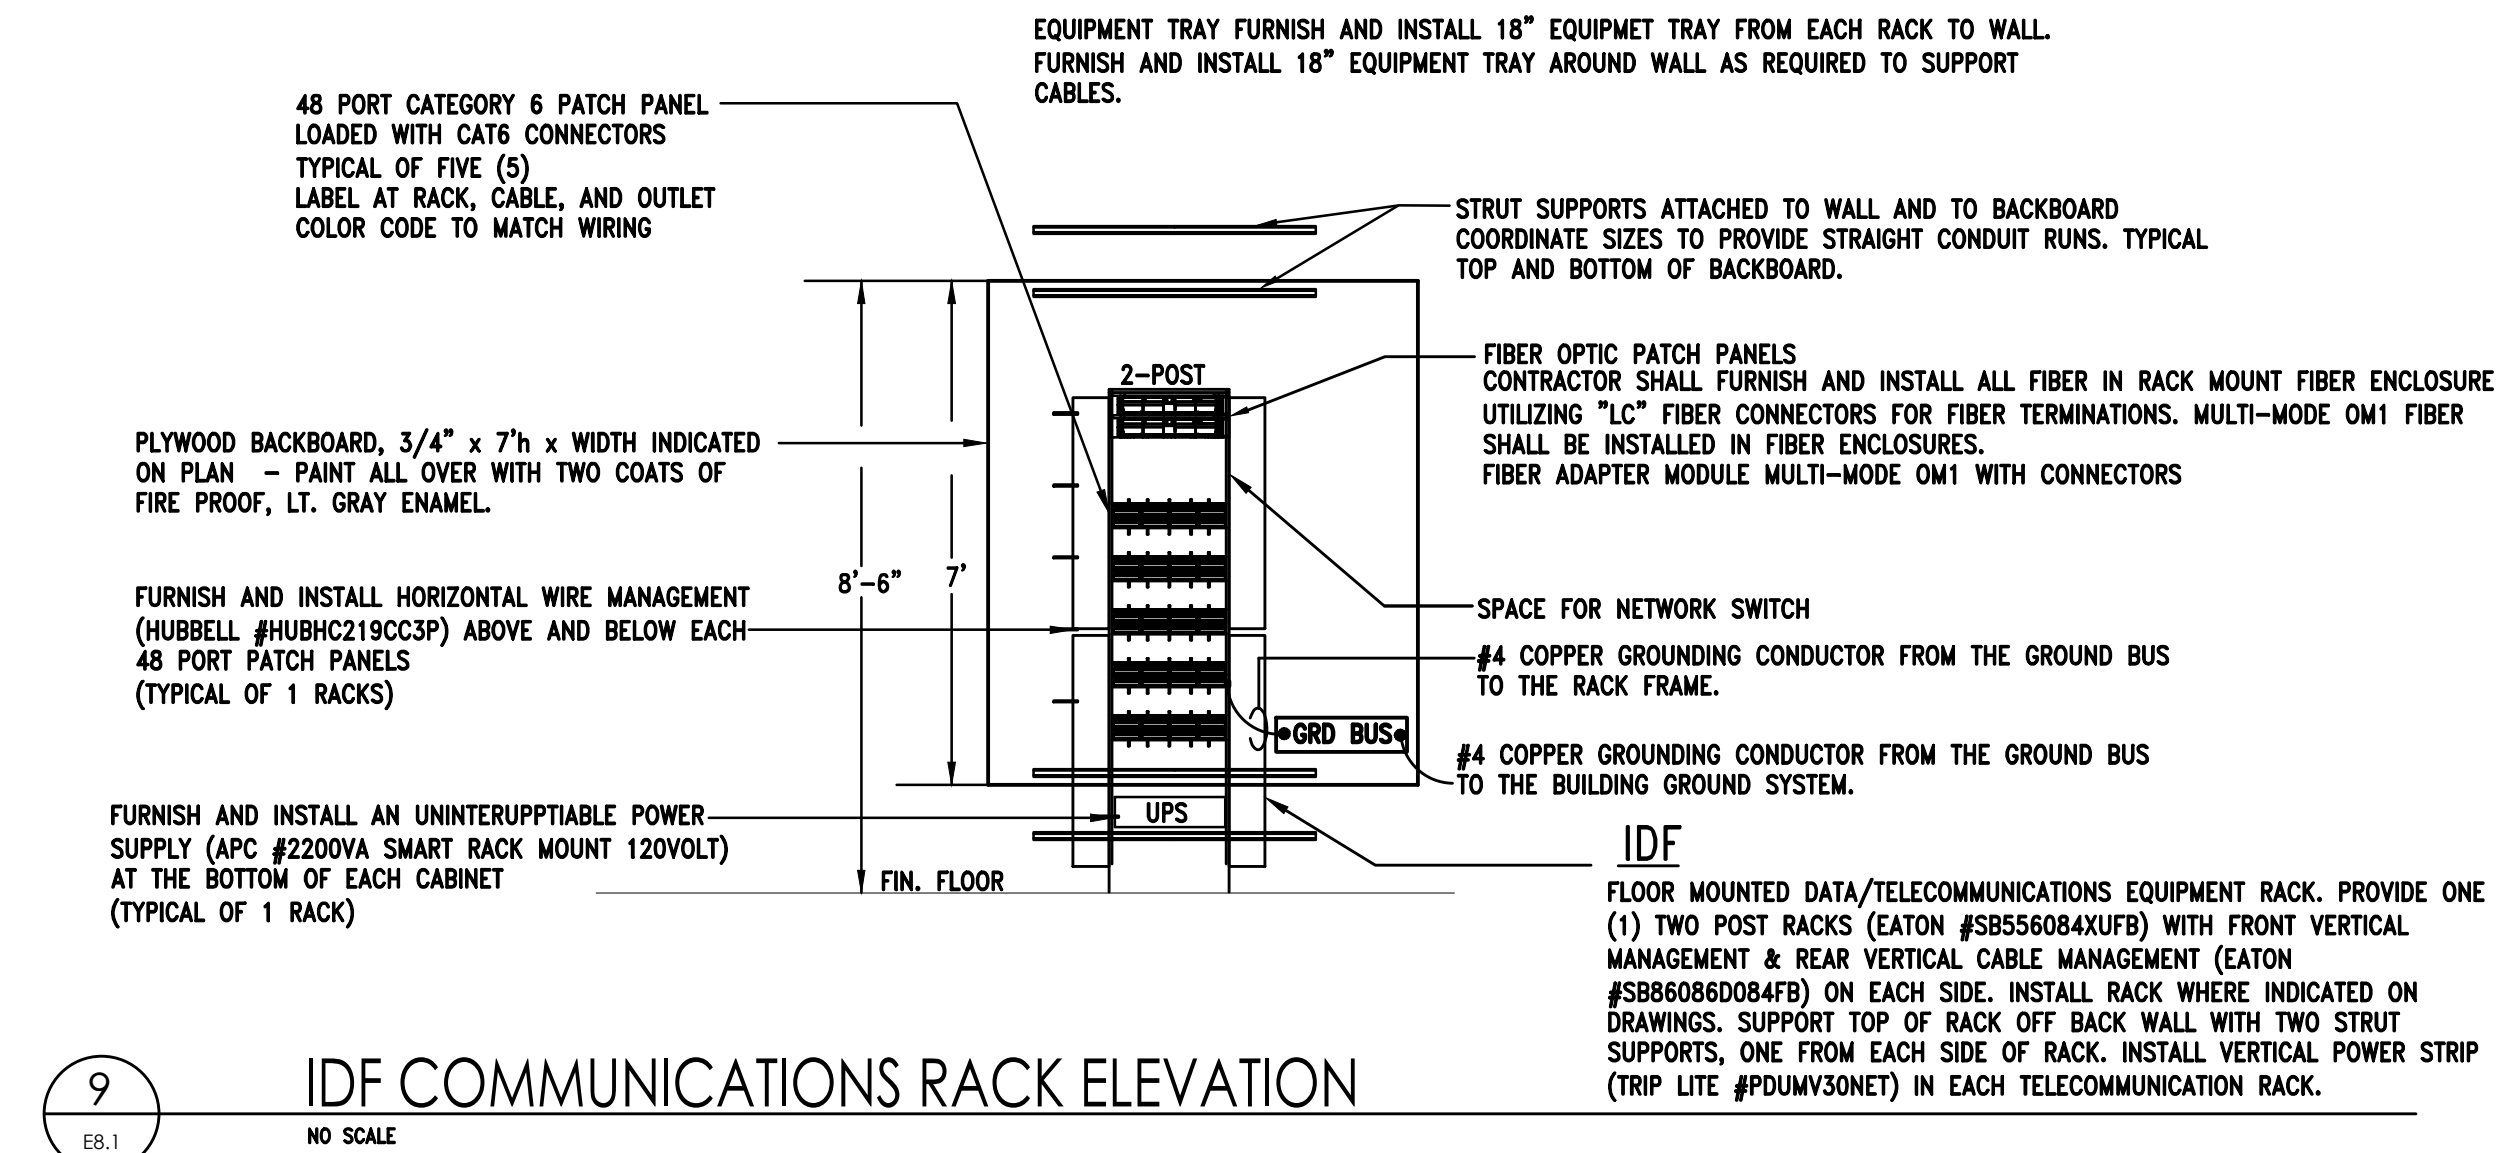 EQUIPMENT TRAY FURNISH AND INSTALL 18" EQUIPMET TRAY FROM EACH RACK TO WALL.
FURNISH AND INSTALL 18" EQUIPMENT TRAY AROUND WALL AS REQUIRED TO SUPPORT
CABLES.
48 PORT CATEGORY 6 PATCH PANEL
LOADED WITH CAT6 CONNECTORS
TYPICAL OF FIVE (5)
LABEL AT RACK, CABLE, AND OUTLET
COLOR CODE TO MATCH WIRING
STRUT SUPPORTS ATTACHED TO WALL AND TO BACKBOARD
COORDINATE SIZES TO PROVIDE STRAIGHT CONDUIT RUNS. TYPICAL
TOP AND BOTTOM OF BACKBOARD.
FIBER OPTIC PATCH PANELS
CONTRACTOR SHALL FURNISH AND INSTALL ALL FIBER IN RACK MOUNT FIBER ENCLOSURE
UTILIZING "LC" FIBER CONNECTORS FOR FIBER TERMINATIONS. MULTI-MODE OM1 FIBER
SHALL BE INSTALLED IN FIBER ENCLOSURES.
FIBER ADAPTER MODULE MULTI-MODE OM1 WITH CONNECTORS
2-POST
PLYWOOD BACKBOARD, 3/4" x 7'h x WIDTH INDICATED
ON PLAN - PAINT ALL OVER WITH TWO COATS OF
FIRE PROOF, LT. GRAY ENAMEL.
8'-6"
7'
FURNISH AND INSTALL HORIZONTAL WIRE MANAGEMENT
(HUBBELL #HUBHC219CC3P) ABOVE AND BELOW EACH
48 PORT PATCH PANELS
(TYPICAL OF 1 RACKS)
SPACE FOR NETWORK SWITCH
#4 COPPER GROUNDING CONDUCTOR FROM THE GROUND BUS
TO THE RACK FRAME.
GRD BUS
#4 COPPER GROUNDING CONDUCTOR FROM THE GROUND BUS
TO THE BUILDING GROUND SYSTEM.
FURNISH AND INSTALL AN UNINTERUPPTIABLE POWER
SUPPLY (APC #2200VA SMART RACK MOUNT 120VOLT)
AT THE BOTTOM OF EACH CABINET
(TYPICAL OF 1 RACK)
UPS
FIN. FLOOR
IDF
FLOOR MOUNTED DATA/TELECOMMUNICATIONS EQUIPMENT RACK. PROVIDE ONE
(1) TWO POST RACKS (EATON #SB556084XUFB) WITH FRONT VERTICAL
MANAGEMENT & REAR VERTICAL CABLE MANAGEMENT (EATON
#SB86086D084FB) ON EACH SIDE. INSTALL RACK WHERE INDICATED ON
DRAWINGS. SUPPORT TOP OF RACK OFF BACK WALL WITH TWO STRUT
SUPPORTS, ONE FROM EACH SIDE OF RACK. INSTALL VERTICAL POWER STRIP
(TRIP LITE #PDUMV30NET) IN EACH TELECOMMUNICATION RACK.
9
IDF COMMUNICATIONS RACK ELEVATION
E8.1
NO SCALE